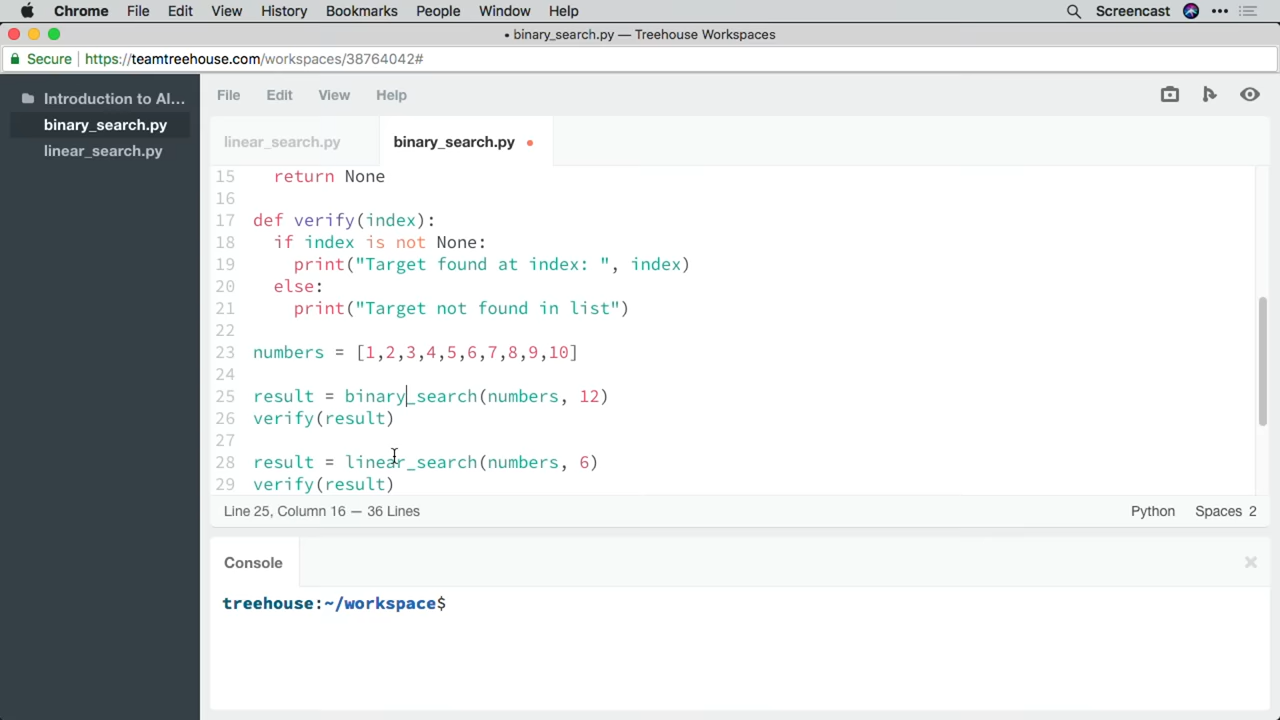 Chrome File Edit View History Bookmarks People Window Help Screencast
• binary_search.py — Treehouse Workspaces
Secure https://teamtreehouse.com/workspaces/38764042#
Introduction to Al...
binary_search.py
linear_search.py
File Edit View Help
linear_search.py binary_search.py
15 return None
16
17 def verify(index):
18 if index is not None:
19 print("Target found at index: ", index)
20 else:
21 print("Target not found in list")
22
23 numbers = [1,2,3,4,5,6,7,8,9,10]
24
25 result = binary_search(numbers, 12)
26 verify(result)
27
28 result = linear_search(numbers, 6)
29 verify(result)
Line 25, Column 16 — 36 Lines Python Spaces 2
Console
treehouse:~/workspace$